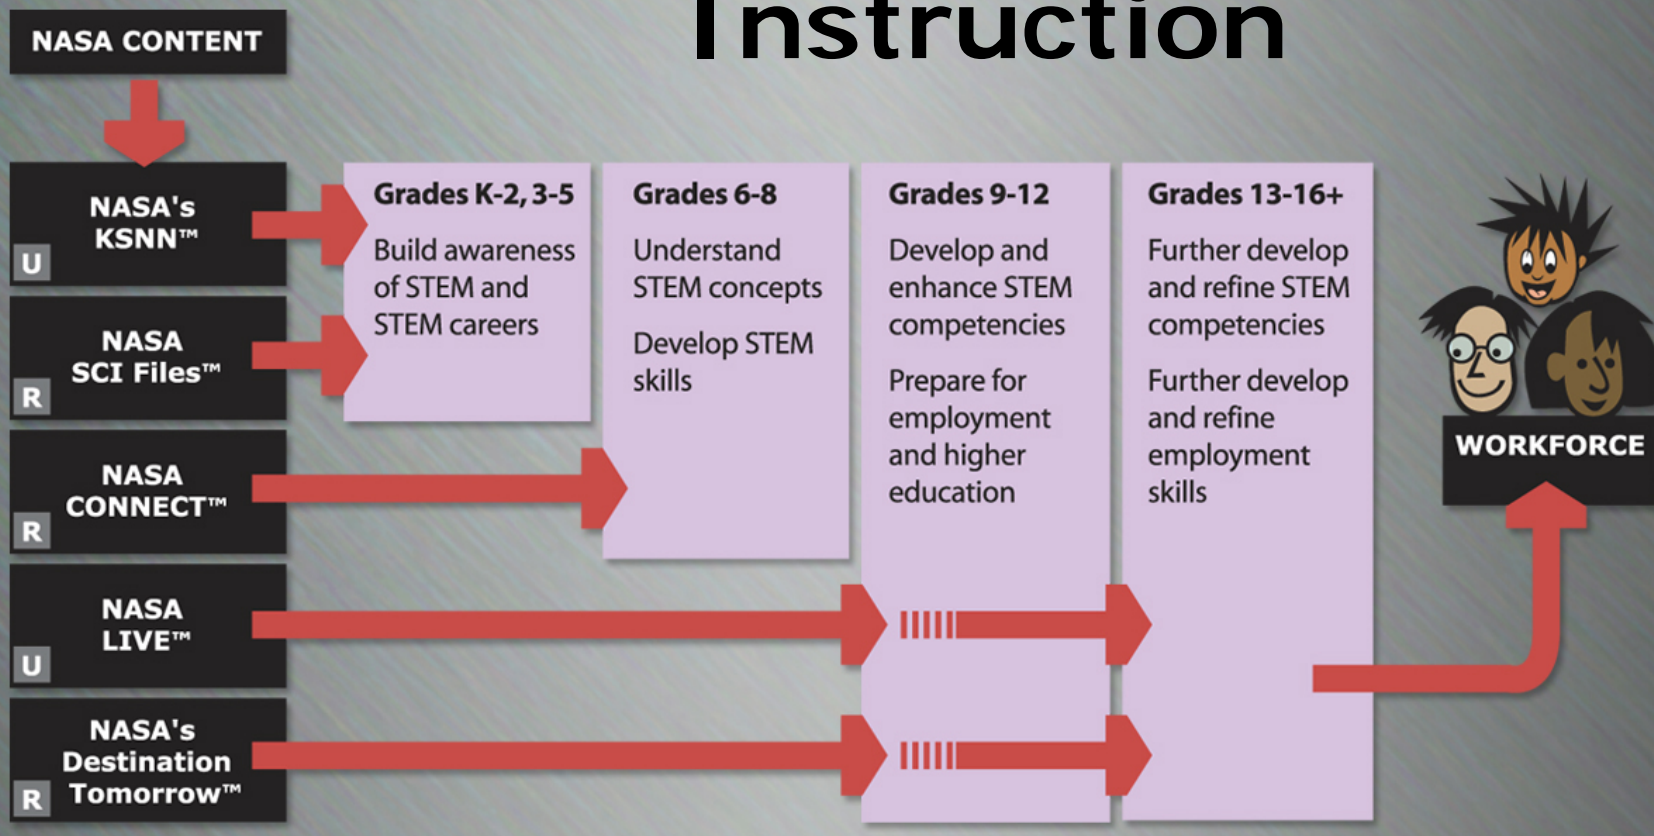 Instruction
NASA CONTENT
NASA's
KSNN™
U
NASA
SCI Files™
R
NASA
CONNECT™
R
NASA
LIVE™
U
NASA's
Destination
Tomorrow™
R
Grades K-2, 3-5
Build awareness
of STEM and
STEM careers
Grades 6-8
Understand
STEM concepts
Develop STEM
skills
Grades 9-12
Develop and
enhance STEM
competencies
Prepare for
employment
and higher
education
Grades 13-16+
Further develop
and refine STEM
competencies
Further develop
and refine
employment
skills
WORKFORCE